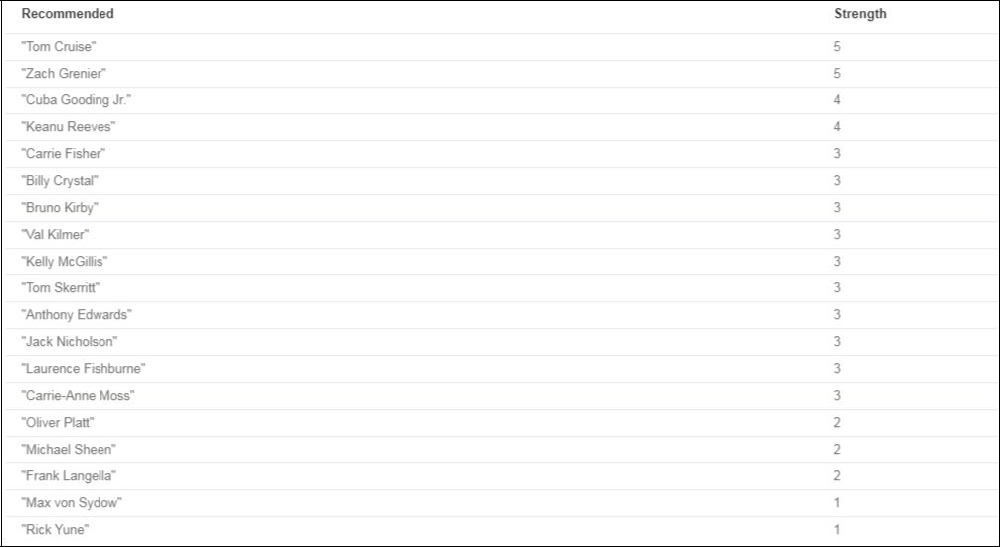 Recommended Strength
"Tom Cruise" 5
"Zach Grenier" 5
"Cuba Gooding Jr." 4
"Keanu Reeves" 4
"Carrie Fisher" 3
"Billy Crystal" 3
"Bruno Kirby" 3
"Val Kilmer" 3
"Kelly McGillis" 3
"Tom Skerritt" 3
"Anthony Edwards" 3
"Jack Nicholson" 3
"Laurence Fishburne" 3
"Carrie-Anne Moss" 3
"Oliver Platt" 2
"Michael Sheen" 2
"Frank Langella" 2
"Max von Sydow" 1
"Rick Yune" 1